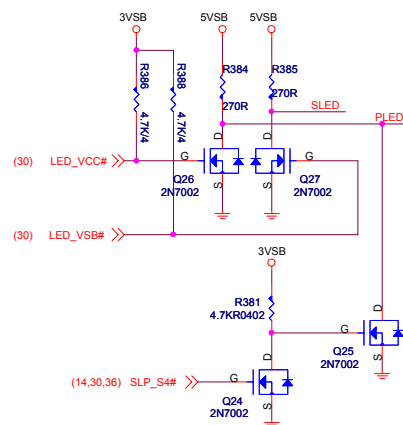 3VSB
5VSB
5VSB
R386
4.7K/4
R388
4.7K/4
R384
270R
R385
270R
SLED
PLED
D
D
(30) LED_VCC#
G
G
Q26
2N7002
S
S
Q27
2N7002
(30) LED_VSB#
3VSB
R381
4.7KR0402
D
G
Q25
2N7002
S
D
(14,30,36) SLP_S4#
G
Q24
2N7002
S